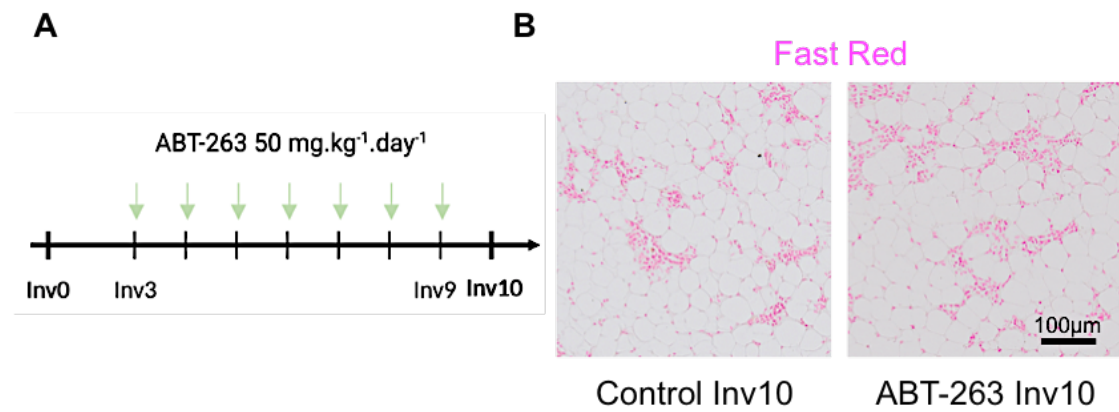 A
B
Fast Red
ABT-263 50 mg.kg⁻¹.day⁻¹
Inv0 Inv3 Inv9 Inv10
100µm
Control Inv10 ABT-263 Inv10